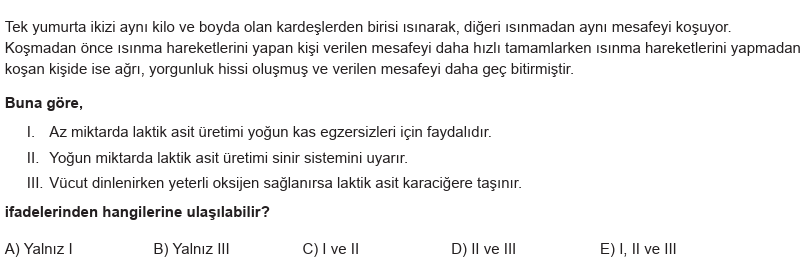 Tek yumurta ikizi aynı kilo ve boyda olan kardeşlerden birisi ısınarak, diğeri ısınmadan aynı mesafeyi koşuyor.
Koşmadan önce ısınma hareketlerini yapan kişi verilen mesafeyi daha hızlı tamamlarken ısınma hareketlerini yapmadan
koşan kişide ise ağrı, yorgunluk hissi oluşmuş ve verilen mesafeyi daha geç bitirmiştir.
Buna göre,
I. Az miktarda laktik asit üretimi yoğun kas egzersizleri için faydalıdır.
II. Yoğun miktarda laktik asit üretimi sinir sistemini uyarır.
III. Vücut dinlenirken yeterli oksijen sağlanırsa laktik asit karaciğere taşınır.
ifadelerinden hangilerine ulaşılabilir?
A) Yalnız I B) Yalnız III C) I ve II D) II ve III E) I, II ve III